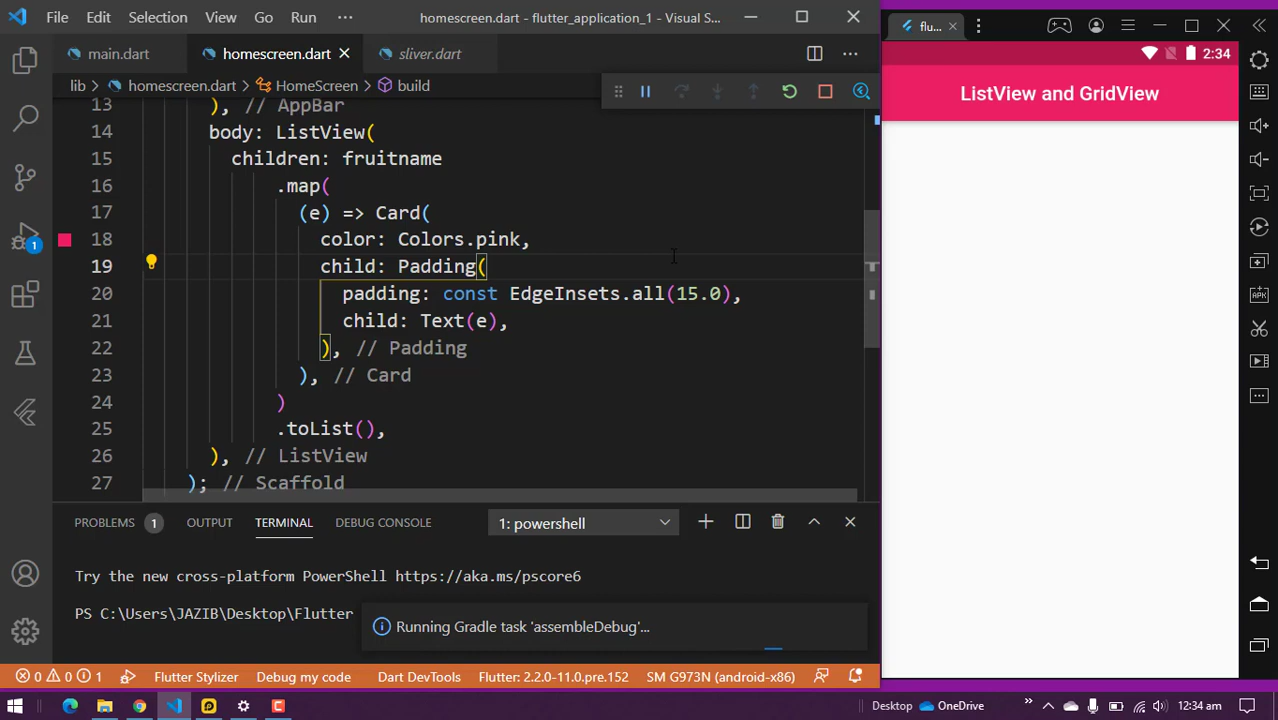 File Edit Selection View Go Run ... homescreen.dart - flutter_application_1 - Visual S...
flu...
main.dart homescreen.dart sliver.dart
2:34
lib > homescreen.dart > HomeScreen > build
ListView and GridView
13 ), // AppBar
14 body: ListView(
15 children: fruitname
16 .map(
17 (e) => Card(
18 color: Colors.pink,
19 child: Padding(
20 padding: const EdgeInsets.all(15.0),
21 child: Text(e),
22 ), // Padding
23 ), // Card
24 )
25 .toList(),
26 ), // ListView
27 ); // Scaffold
1
APK
PROBLEMS 1 OUTPUT TERMINAL DEBUG CONSOLE 1: powershell
Try the new cross-platform PowerShell https://aka.ms/pscore6
PS C:\Users\JAZIB\Desktop\Flutter
Running Gradle task 'assembleDebug'...
0 0 1 Flutter Stylizer Debug my code Dart DevTools Flutter: 2.2.0-11.0.pre.152 SM G973N (android-x86)
Desktop OneDrive 12:34 am